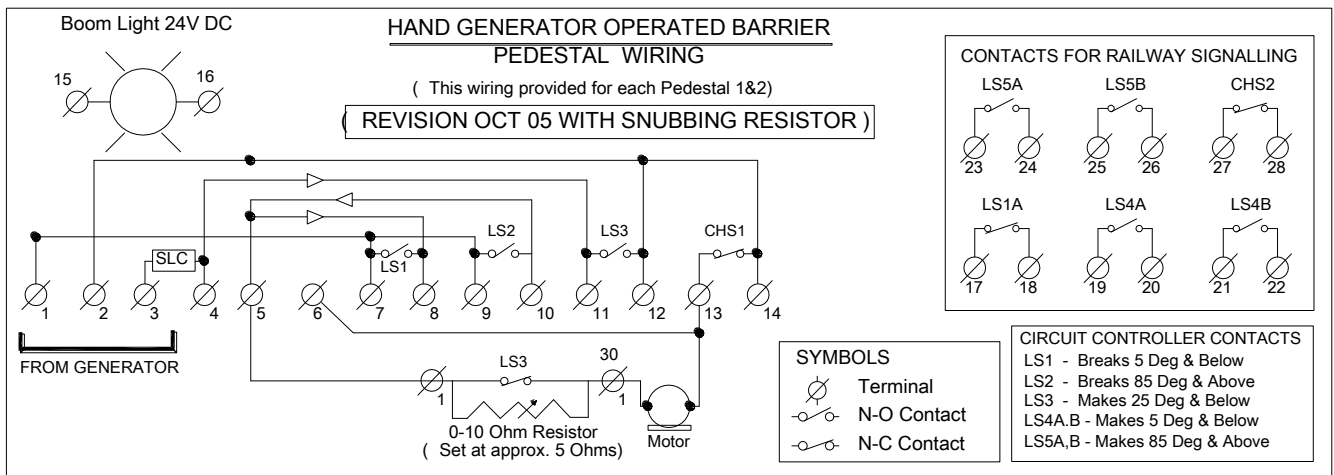 Boom Light 24V DC
15
16
HAND GENERATOR OPERATED BARRIER
PEDESTAL WIRING
( This wiring provided for each Pedestal 1&2)
( REVISION OCT 05 WITH SNUBBING RESISTOR )
CONTACTS FOR RAILWAY SIGNALLING
LS5A
LS5B
CHS2
23
24
25
26
27
28
LS1A
LS4A
LS4B
17
18
19
20
21
22
SLC
LS1
LS2
LS3
CHS1
1
2
3
4
5
6
7
8
9
10
11
12
13
14
FROM GENERATOR
LS3
30
1
1
0-10 Ohm Resistor
( Set at approx. 5 Ohms)
Motor
SYMBOLS
Terminal
N-O Contact
N-C Contact
CIRCUIT CONTROLLER CONTACTS
LS1 - Breaks 5 Deg & Below
LS2 - Breaks 85 Deg & Above
LS3 - Makes 25 Deg & Below
LS4A.B - Makes 5 Deg & Below
LS5A,B - Makes 85 Deg & Above